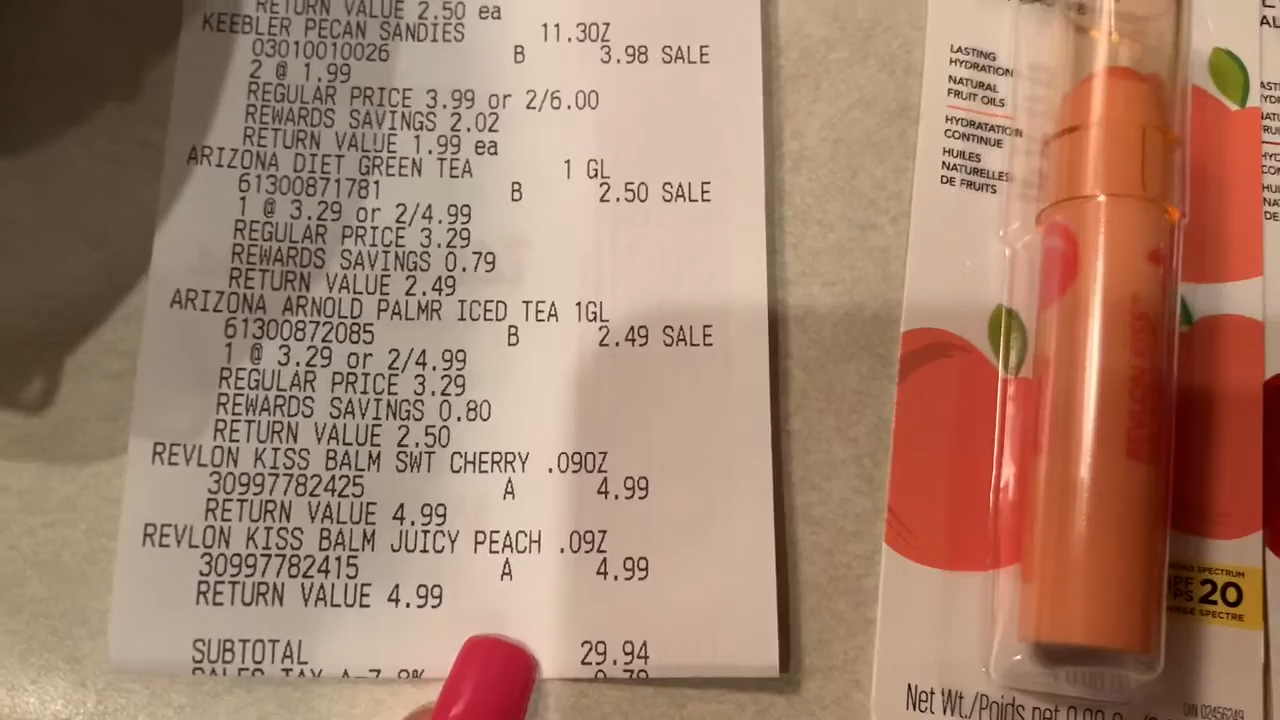 RETURN VALUE 2.50 ea
KEEBLER PECAN SANDIES 11.3OZ
03010010026 B 3.98 SALE
2 @ 1.99
REGULAR PRICE 3.99 or 2/6.00
REWARDS SAVINGS 2.02
RETURN VALUE 1.99 ea
ARIZONA DIET GREEN TEA 1 GL
61300871781 B 2.50 SALE
1 @ 3.29 or 2/4.99
REGULAR PRICE 3.29
REWARDS SAVINGS 0.79
RETURN VALUE 2.49
ARIZONA ARNOLD PALMR ICED TEA 1GL
61300872085 B 2.49 SALE
1 @ 3.29 or 2/4.99
REGULAR PRICE 3.29
REWARDS SAVINGS 0.80
RETURN VALUE 2.50
REVLON KISS BALM SWT CHERRY .09OZ
30997782425 A 4.99
RETURN VALUE 4.99
REVLON KISS BALM JUICY PEACH .09Z
30997782415 A 4.99
RETURN VALUE 4.99
SUBTOTAL 29.94
LASTING
HYDRATION
NATURAL
FRUIT OILS
HYDRATATION
CONTINUE
HUILES
NATURELLES
DE FRUITS
SPECTRUM
20
SPECTRE
Net Wt./Poids net
DIN 02456249